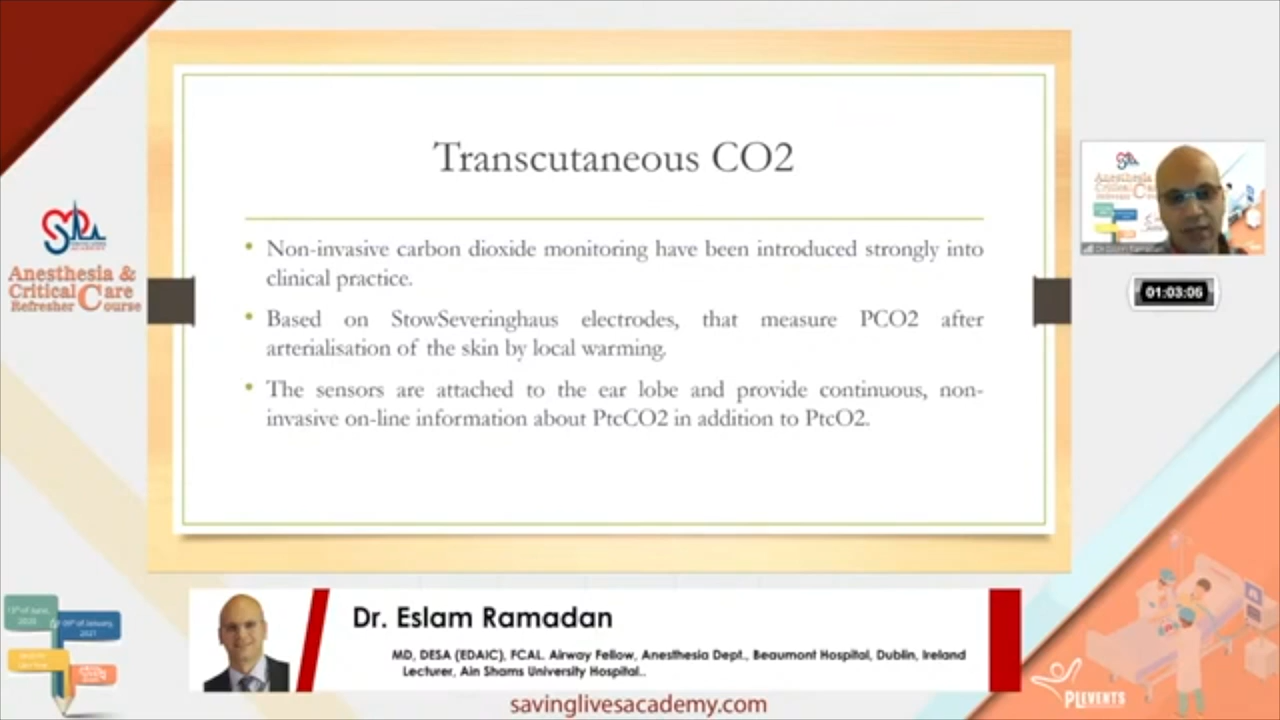 Transcutaneous CO2
Non-invasive carbon dioxide monitoring have been introduced strongly into
clinical practice.
Based on StowSeveringhaus electrodes, that measure PCO2 after
arterialisation of the skin by local warming.
The sensors are attached to the ear lobe and provide continuous, non-
invasive on-line information about PtcCO2 in addition to PtcO2.
Anesthesia &
Critical Care
Refresher Course
01:03:06
Dr. Eslam Ramadan
MD, DESA (EDAIC), FCAI. Airway Fellow, Anesthesia Dept., Beaumont Hospital, Dublin, Ireland
Lecturer, Ain Shams University Hospital..
savinglivesacademy.com
PLEVENTS